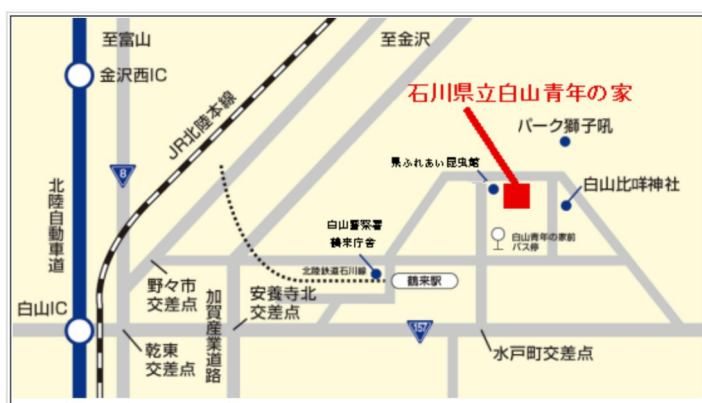 至富山
至金沢
金沢西IC
石川県立白山青年の家
JR北陸本線
パーク獅子吼
8
県ふれあい昆虫館
白山比咩神社
北陸自動車道
白山警察署
鶴来庁舎
白山青年の家前
バス停
北陸鉄道石川線
鶴来駅
野々市
交差点
加賀産業道路
安養寺北
交差点
白山IC
157
乾東
交差点
水戸町交差点